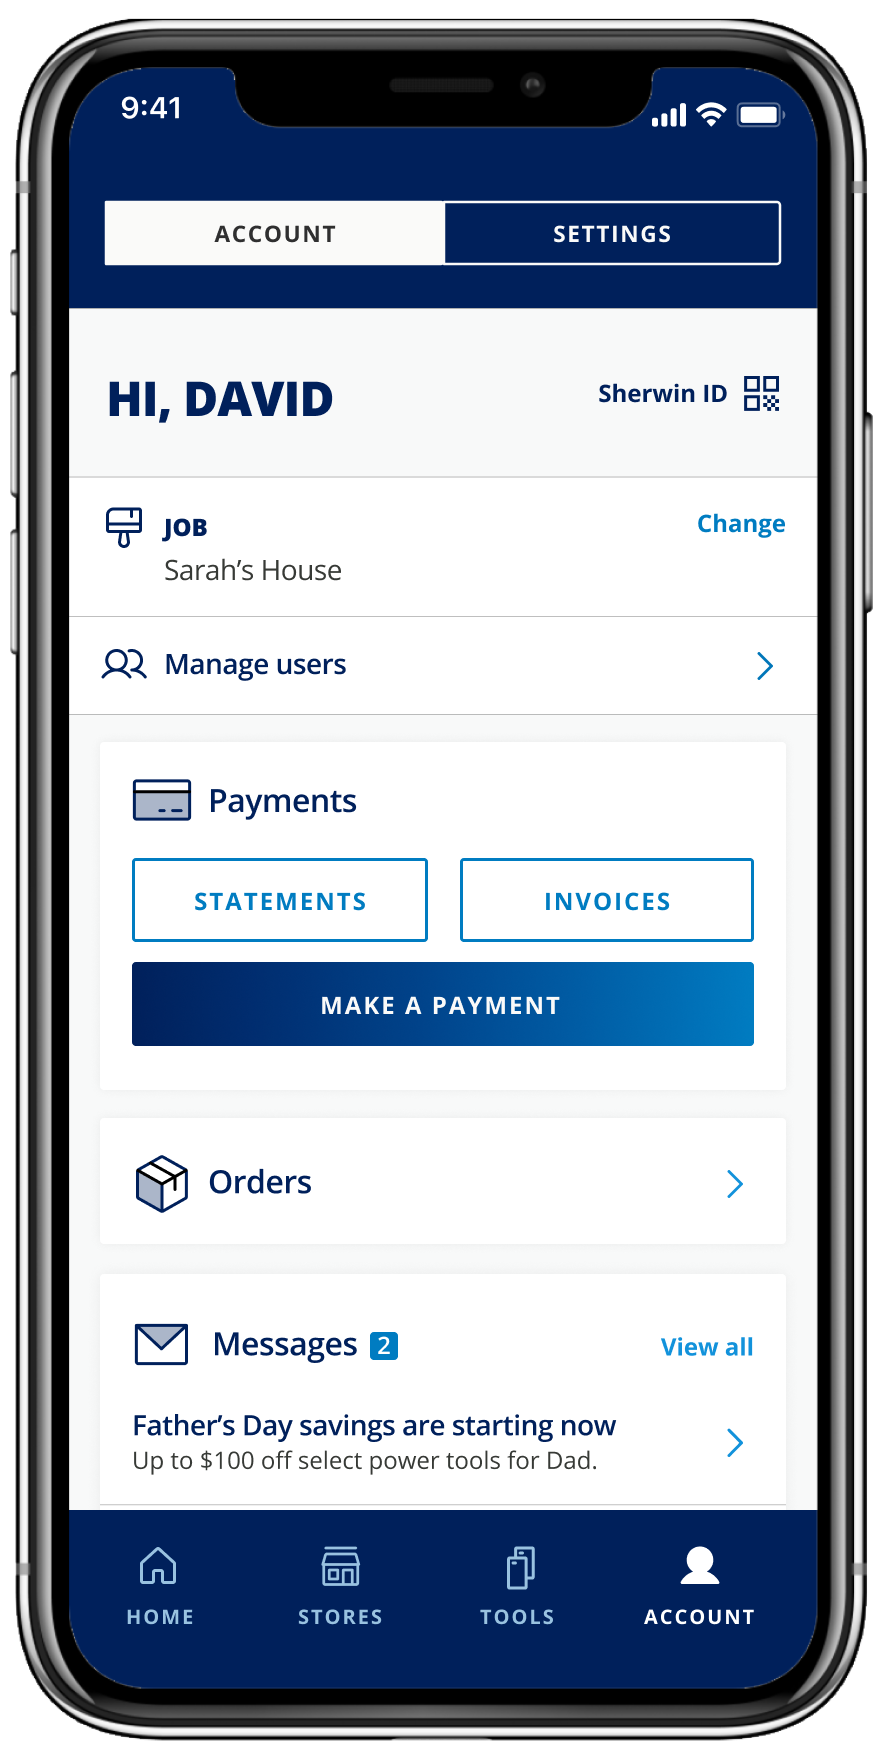 9:41
ACCOUNT SETTINGS
HI, DAVID Sherwin ID
JOB Change
Sarah’s House
Manage users
Payments
STATEMENTS INVOICES
MAKE A PAYMENT
Orders
Messages 2 View all
Father’s Day savings are starting now
Up to $100 off select power tools for Dad.
HOME STORES TOOLS ACCOUNT